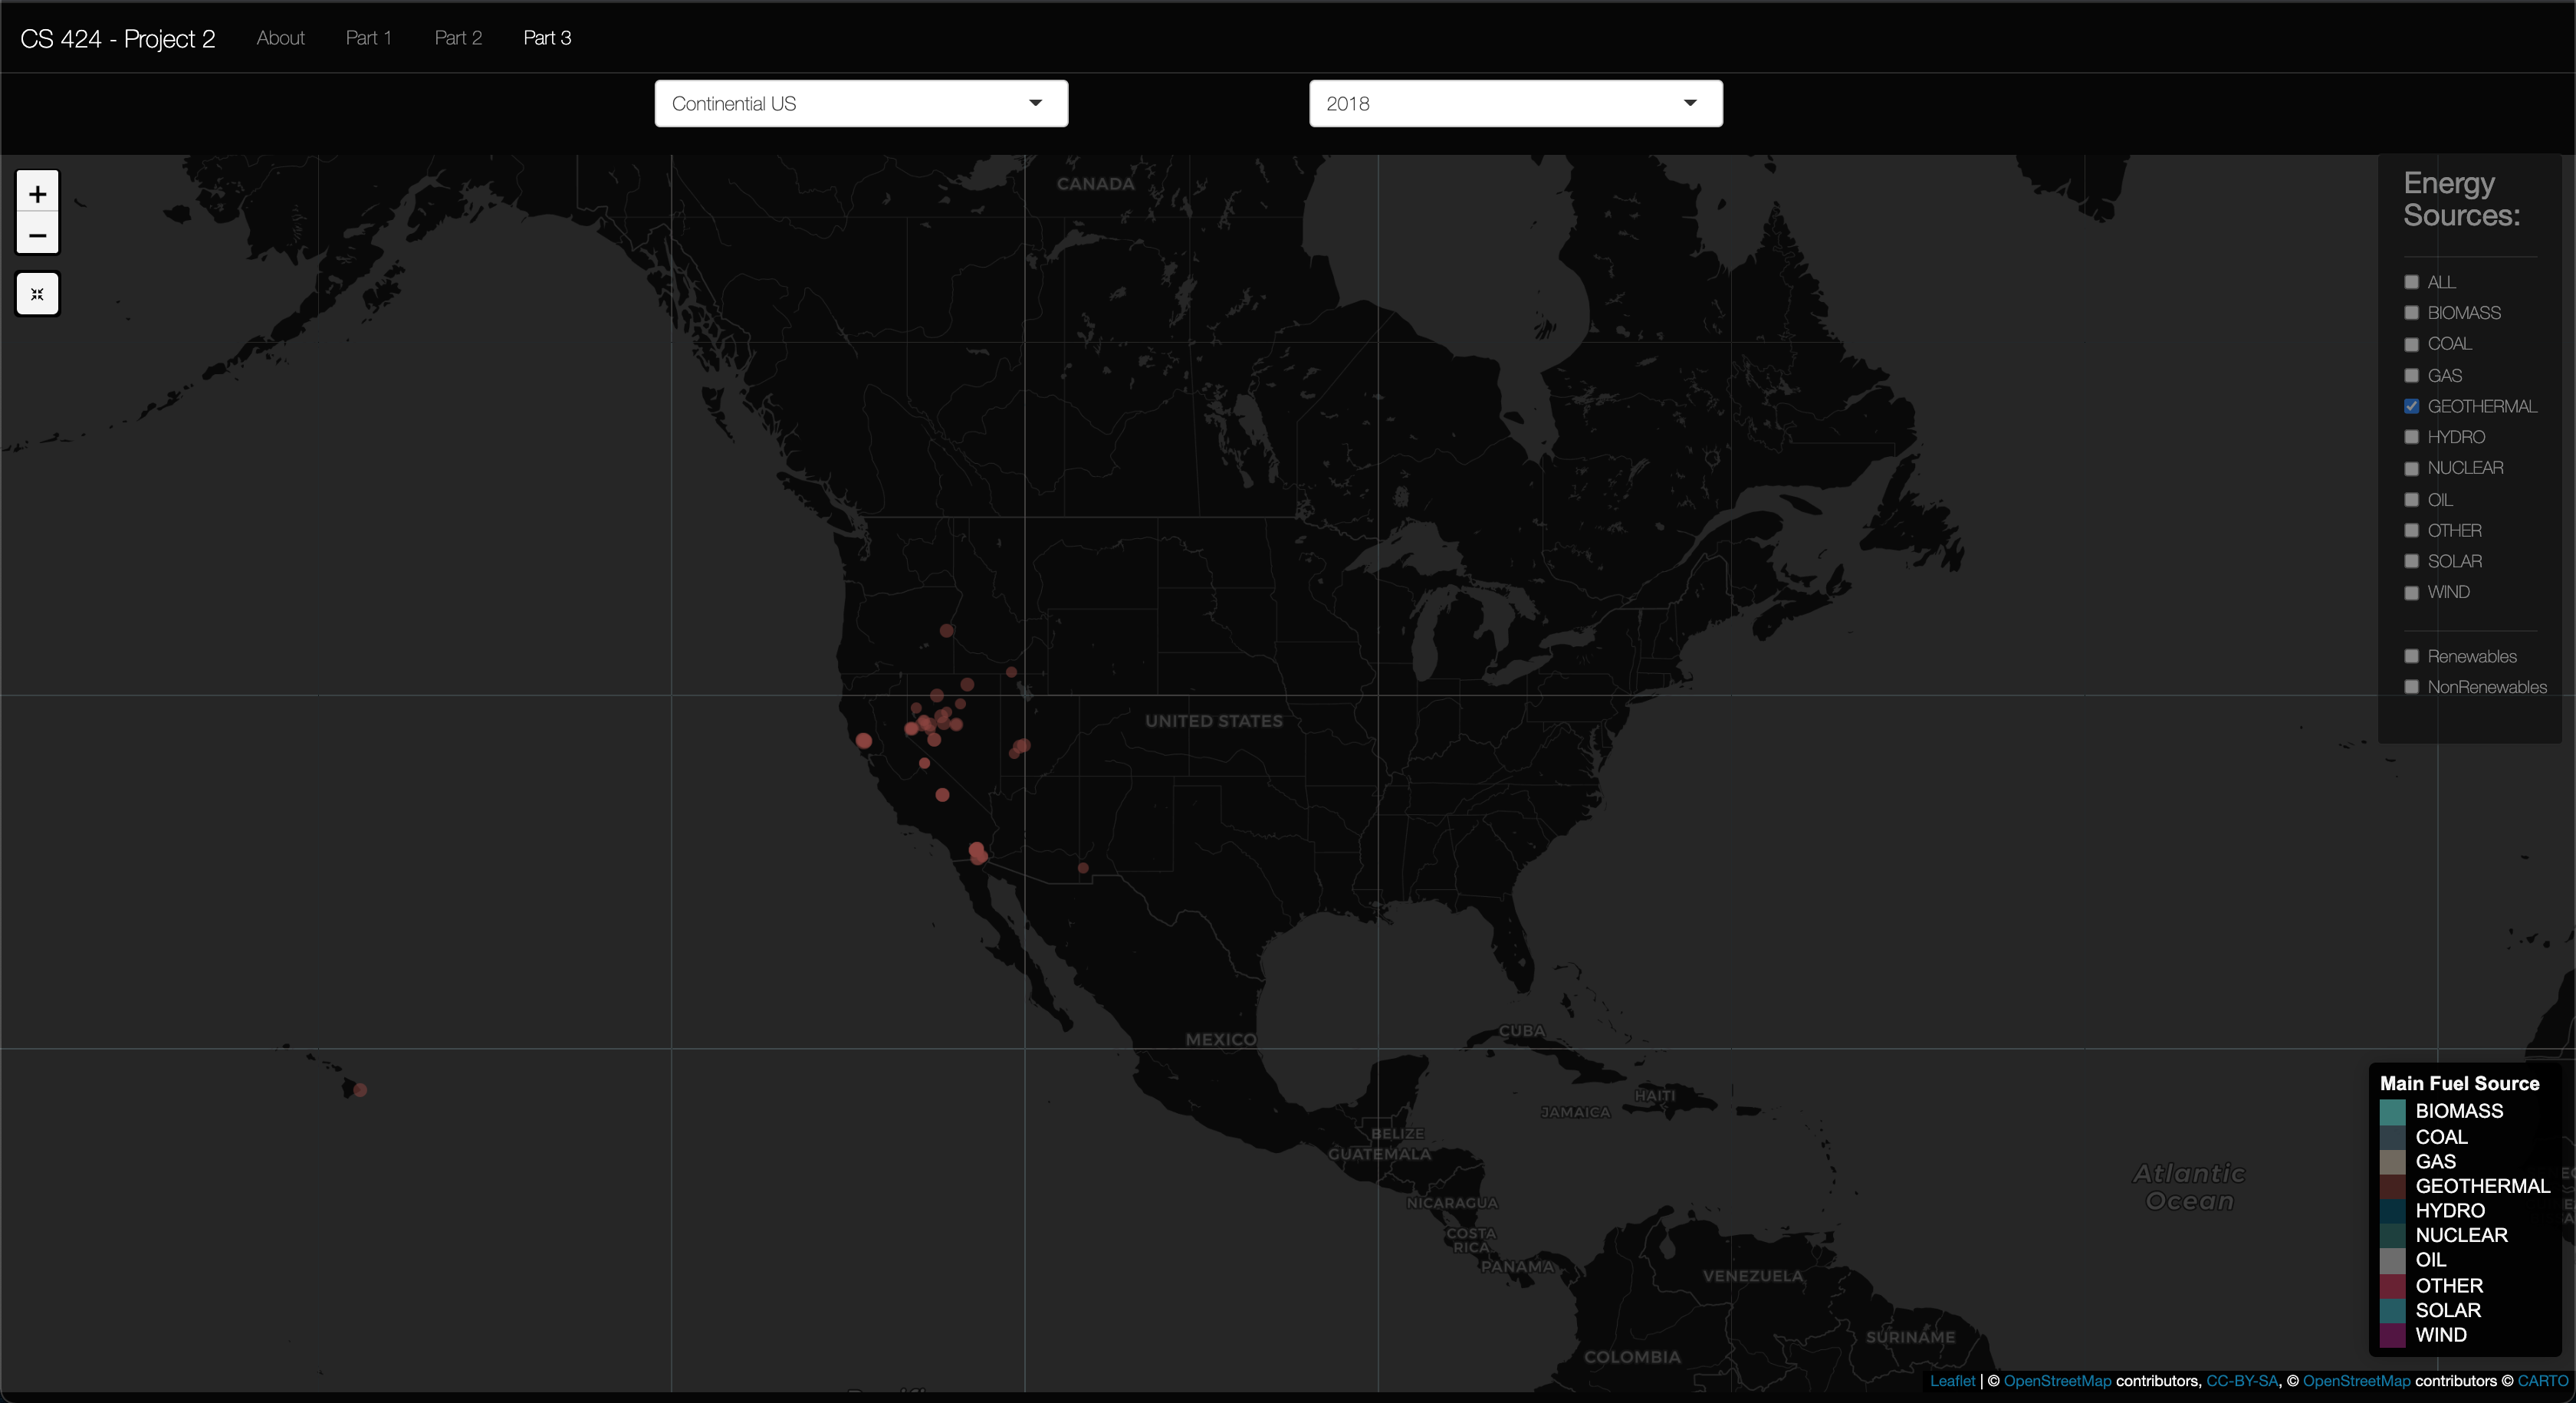 CS 424 - Project 2 About Part 1 Part 2 Part 3
Continential US 2018
+
−
Energy
Sources:
ALL
BIOMASS
COAL
GAS
GEOTHERMAL
HYDRO
NUCLEAR
OIL
OTHER
SOLAR
WIND
Renewables
NonRenewables
CANADA
UNITED STATES
MEXICO
CUBA
HAITI
JAMAICA
BELIZE
GUATEMALA
NICARAGUA
COSTA
RICA
PANAMA
VENEZUELA
SURINAME
COLOMBIA
Atlantic
Ocean
Main Fuel Source
BIOMASS
COAL
GAS
GEOTHERMAL
HYDRO
NUCLEAR
OIL
OTHER
SOLAR
WIND
Leaflet | © OpenStreetMap contributors, CC-BY-SA, © OpenStreetMap contributors © CARTO